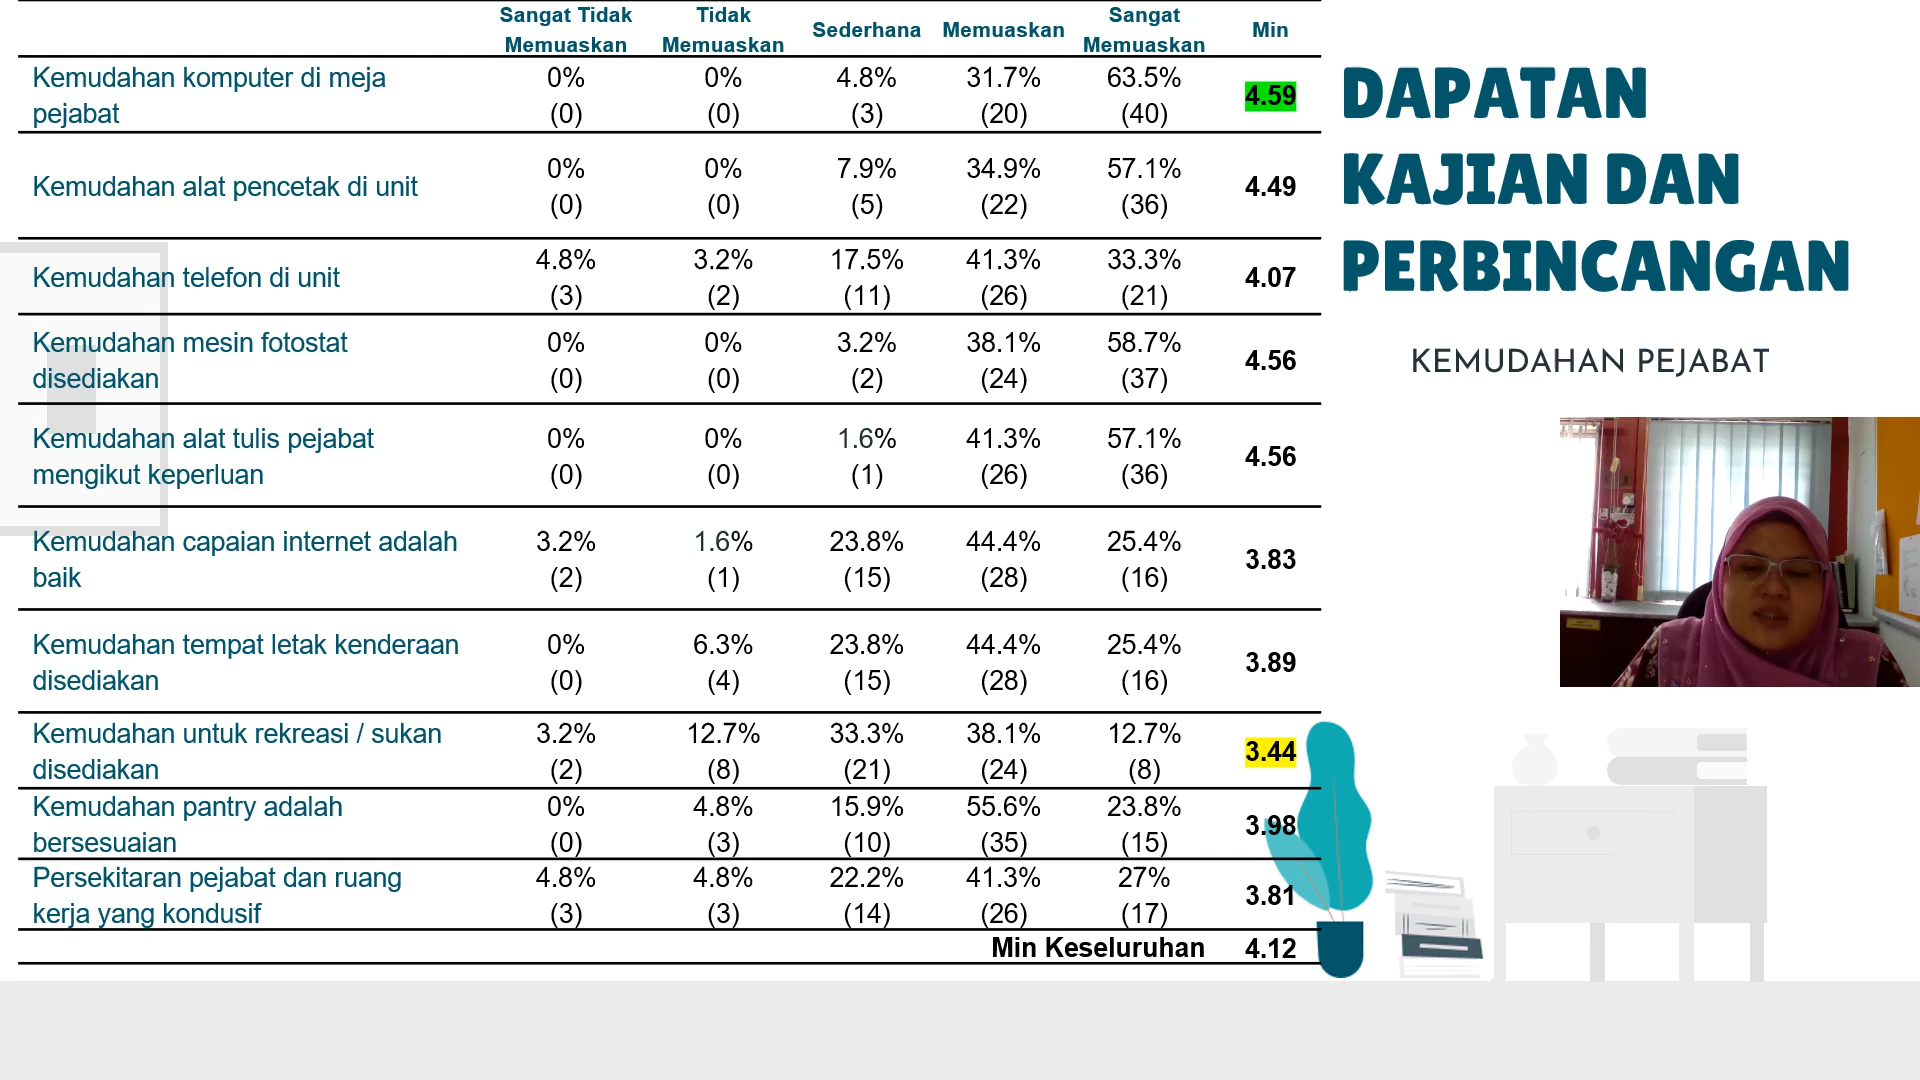 Sangat Tidak Memuaskan Tidak Memuaskan Sederhana Memuaskan Sangat Memuaskan Min
Kemudahan komputer di meja pejabat 0% (0) 0% (0) 4.8% (3) 31.7% (20) 63.5% (40) 4.59
Kemudahan alat pencetak di unit 0% (0) 0% (0) 7.9% (5) 34.9% (22) 57.1% (36) 4.49
Kemudahan telefon di unit 4.8% (3) 3.2% (2) 17.5% (11) 41.3% (26) 33.3% (21) 4.07
Kemudahan mesin fotostat disediakan 0% (0) 0% (0) 3.2% (2) 38.1% (24) 58.7% (37) 4.56
Kemudahan alat tulis pejabat mengikut keperluan 0% (0) 0% (0) 1.6% (1) 41.3% (26) 57.1% (36) 4.56
Kemudahan capaian internet adalah baik 3.2% (2) 1.6% (1) 23.8% (15) 44.4% (28) 25.4% (16) 3.83
Kemudahan tempat letak kenderaan disediakan 0% (0) 6.3% (4) 23.8% (15) 44.4% (28) 25.4% (16) 3.89
Kemudahan untuk rekreasi / sukan disediakan 3.2% (2) 12.7% (8) 33.3% (21) 38.1% (24) 12.7% (8) 3.44
Kemudahan pantry adalah bersesuaian 0% (0) 4.8% (3) 15.9% (10) 55.6% (35) 23.8% (15) 3.98
Persekitaran pejabat dan ruang kerja yang kondusif 4.8% (3) 4.8% (3) 22.2% (14) 41.3% (26) 27% (17) 3.81
Min Keseluruhan 4.12
DAPATAN
KAJIAN DAN
PERBINCANGAN
KEMUDAHAN PEJABAT